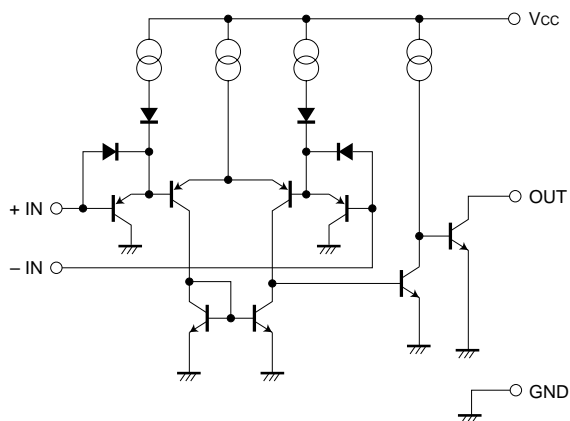 Vcc
+ IN
OUT
– IN
GND